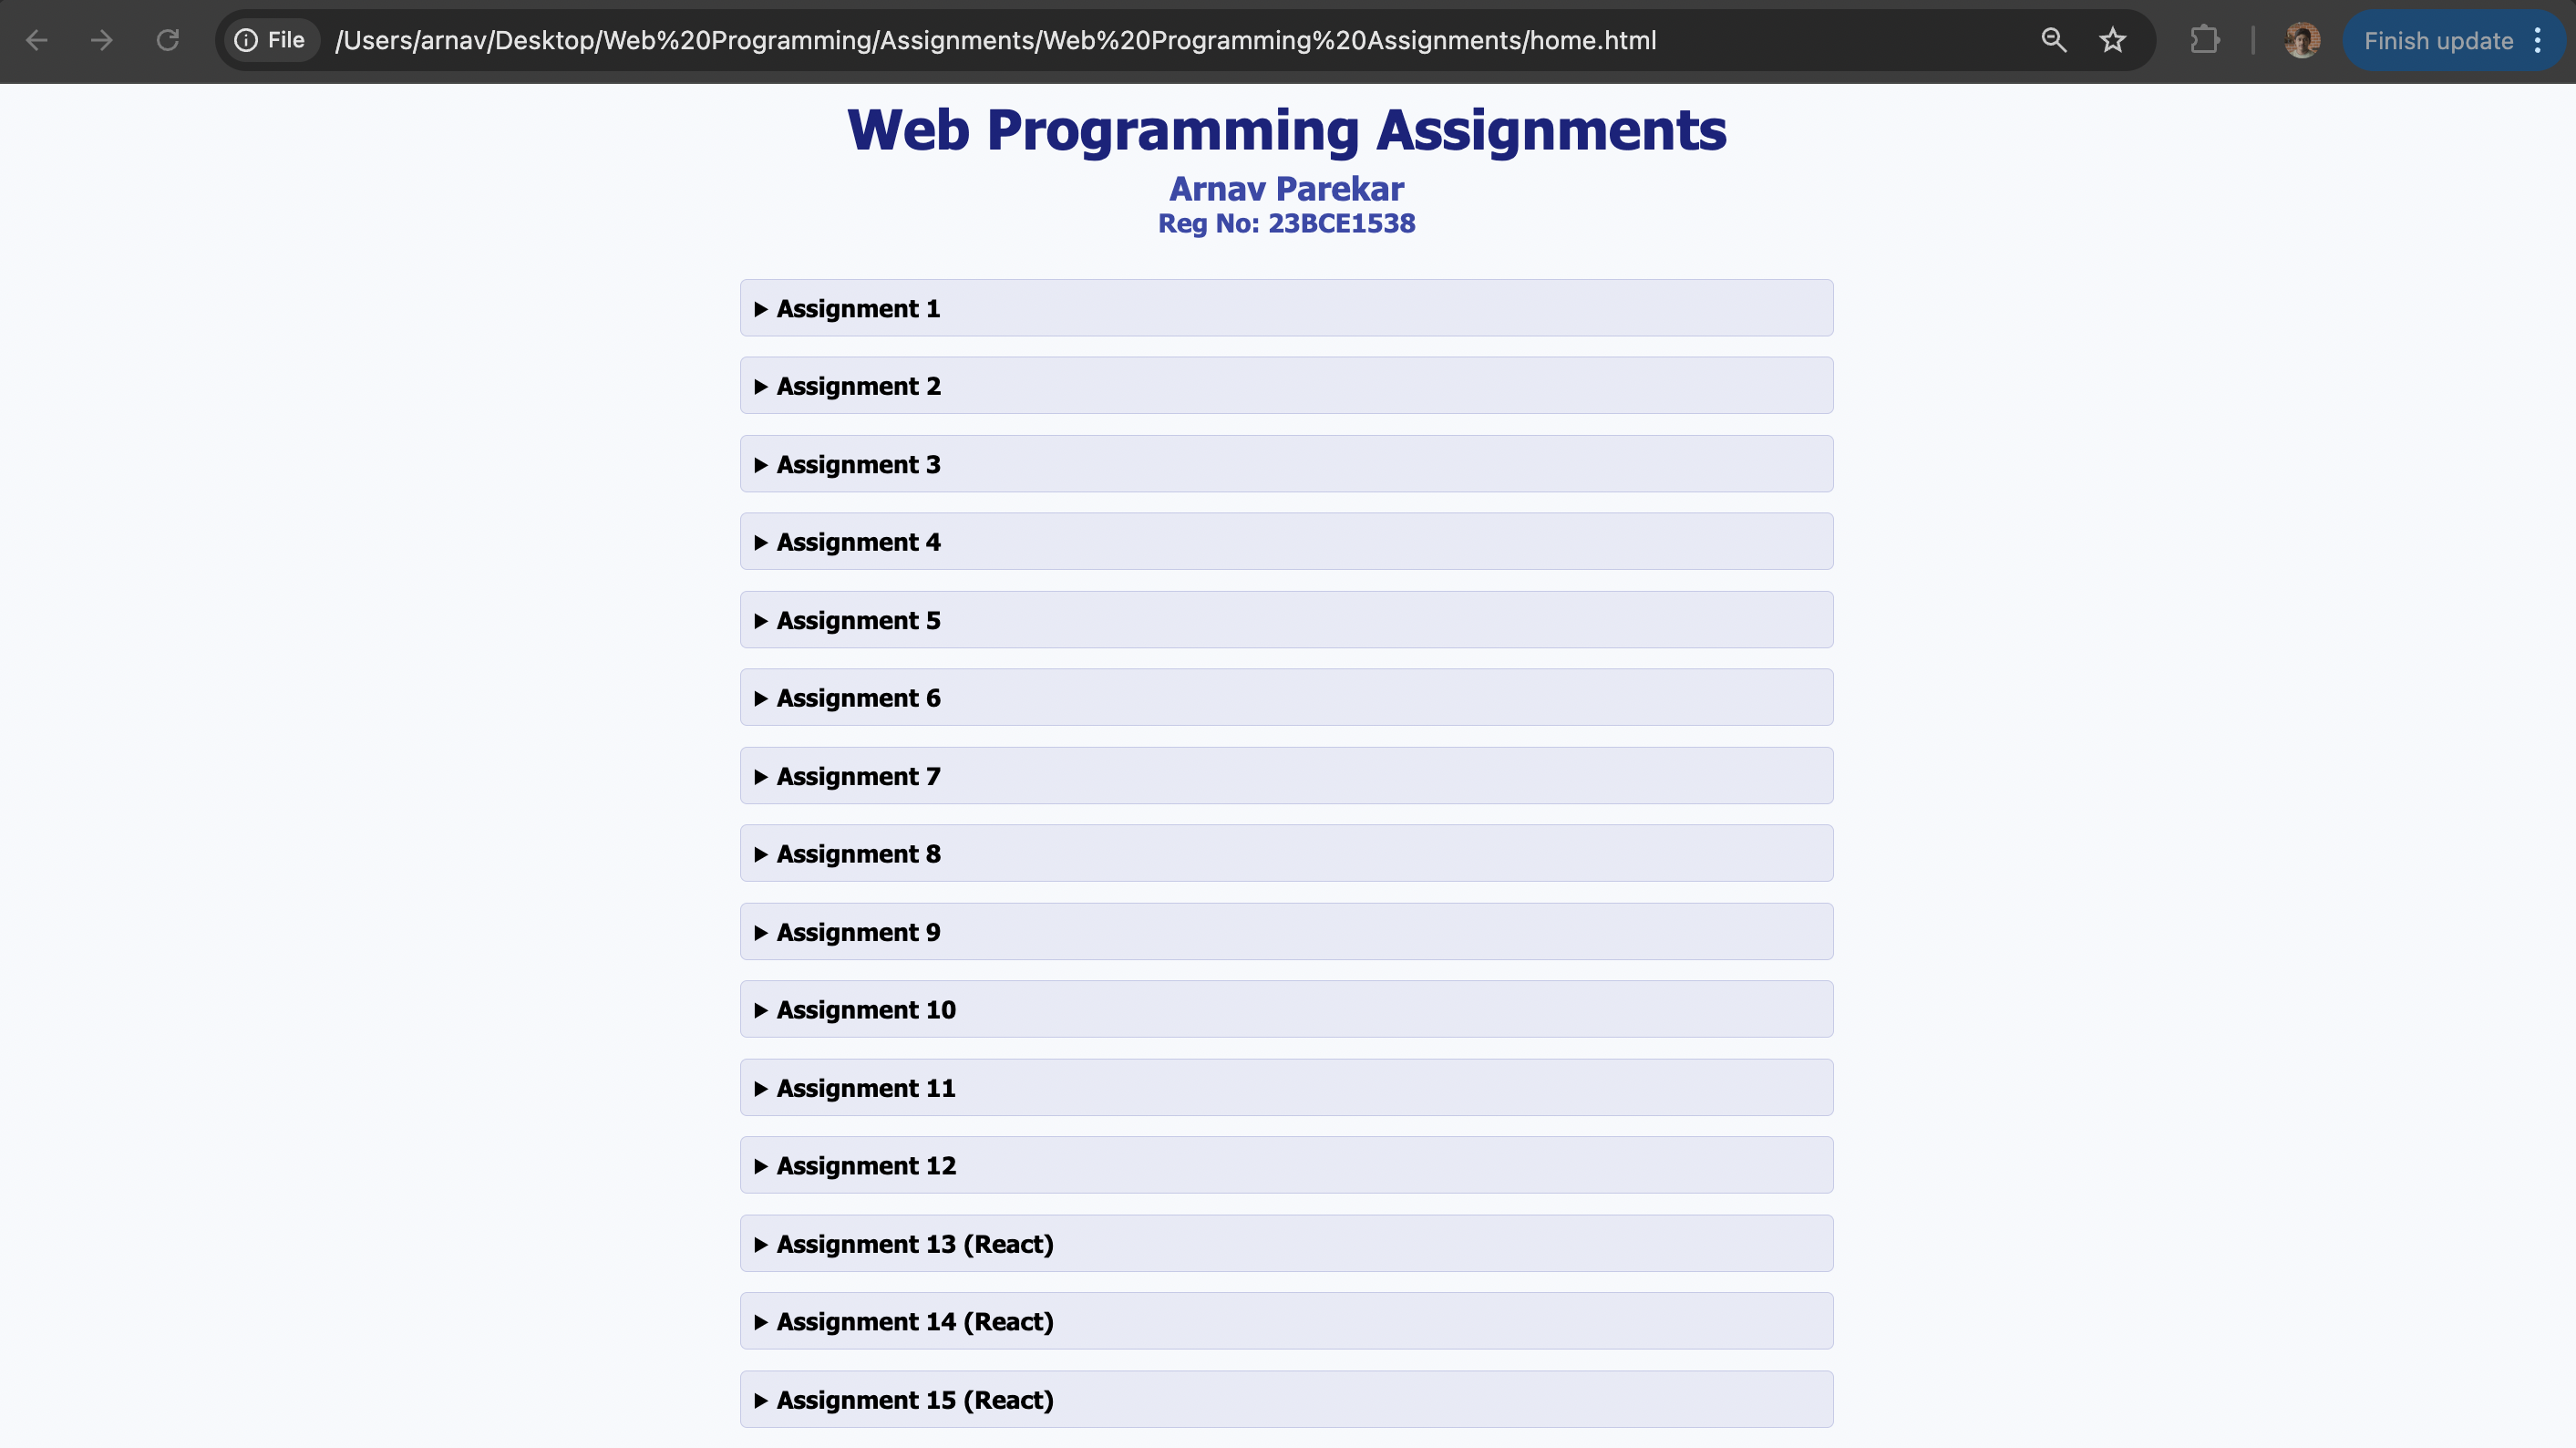 File /Users/arnav/Desktop/Web%20Programming/Assignments/Web%20Programming%20Assignments/home.html Finish update
Web Programming Assignments
Arnav Parekar
Reg No: 23BCE1538
Assignment 1
Assignment 2
Assignment 3
Assignment 4
Assignment 5
Assignment 6
Assignment 7
Assignment 8
Assignment 9
Assignment 10
Assignment 11
Assignment 12
Assignment 13 (React)
Assignment 14 (React)
Assignment 15 (React)